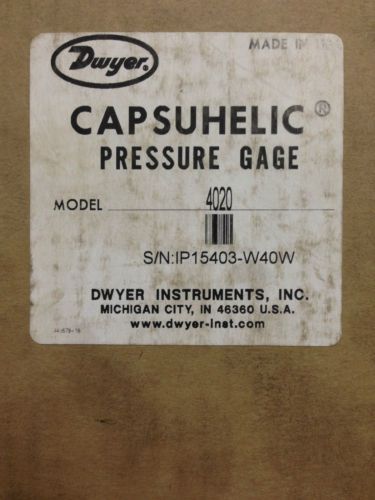 Dwyer®
MADE IN
CAPSUHELIC®
PRESSURE GAGE
MODEL 4020
S/N:IP15403-W40W
DWYER INSTRUMENTS, INC.
MICHIGAN CITY, IN 46360 U.S.A.
www.dwyer-inst.com